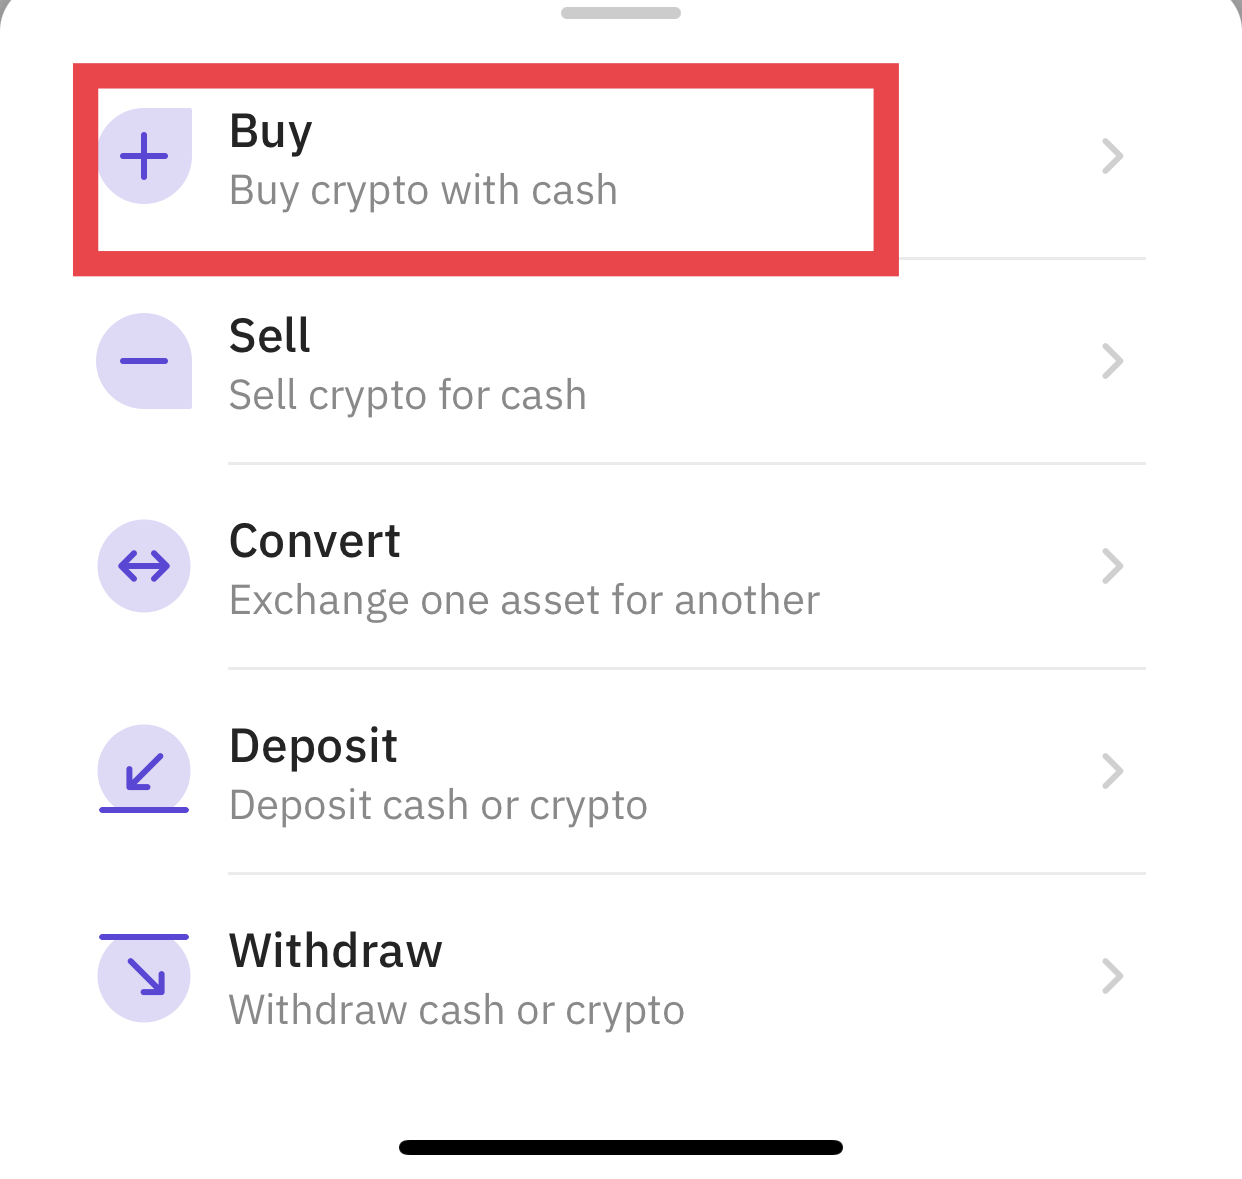 Buy
Buy crypto with cash
Sell
Sell crypto for cash
Convert
Exchange one asset for another
Deposit
Deposit cash or crypto
Withdraw
Withdraw cash or crypto